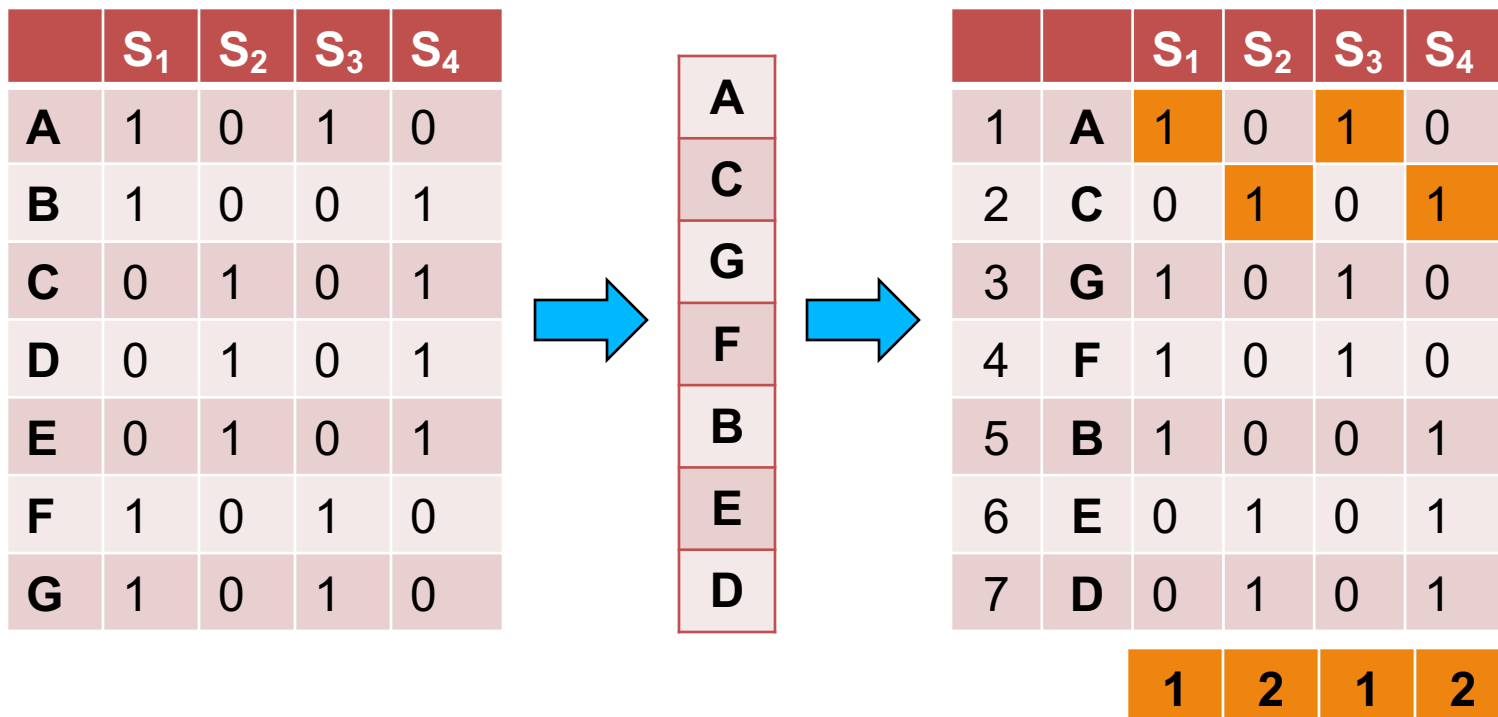 S₁ S₂ S₃ S₄
A 1 0 1 0
B 1 0 0 1
C 0 1 0 1
D 0 1 0 1
E 0 1 0 1
F 1 0 1 0
G 1 0 1 0
A
C
G
F
B
E
D
S₁ S₂ S₃ S₄
1 A 1 0 1 0
2 C 0 1 0 1
3 G 1 0 1 0
4 F 1 0 1 0
5 B 1 0 0 1
6 E 0 1 0 1
7 D 0 1 0 1
1 2 1 2